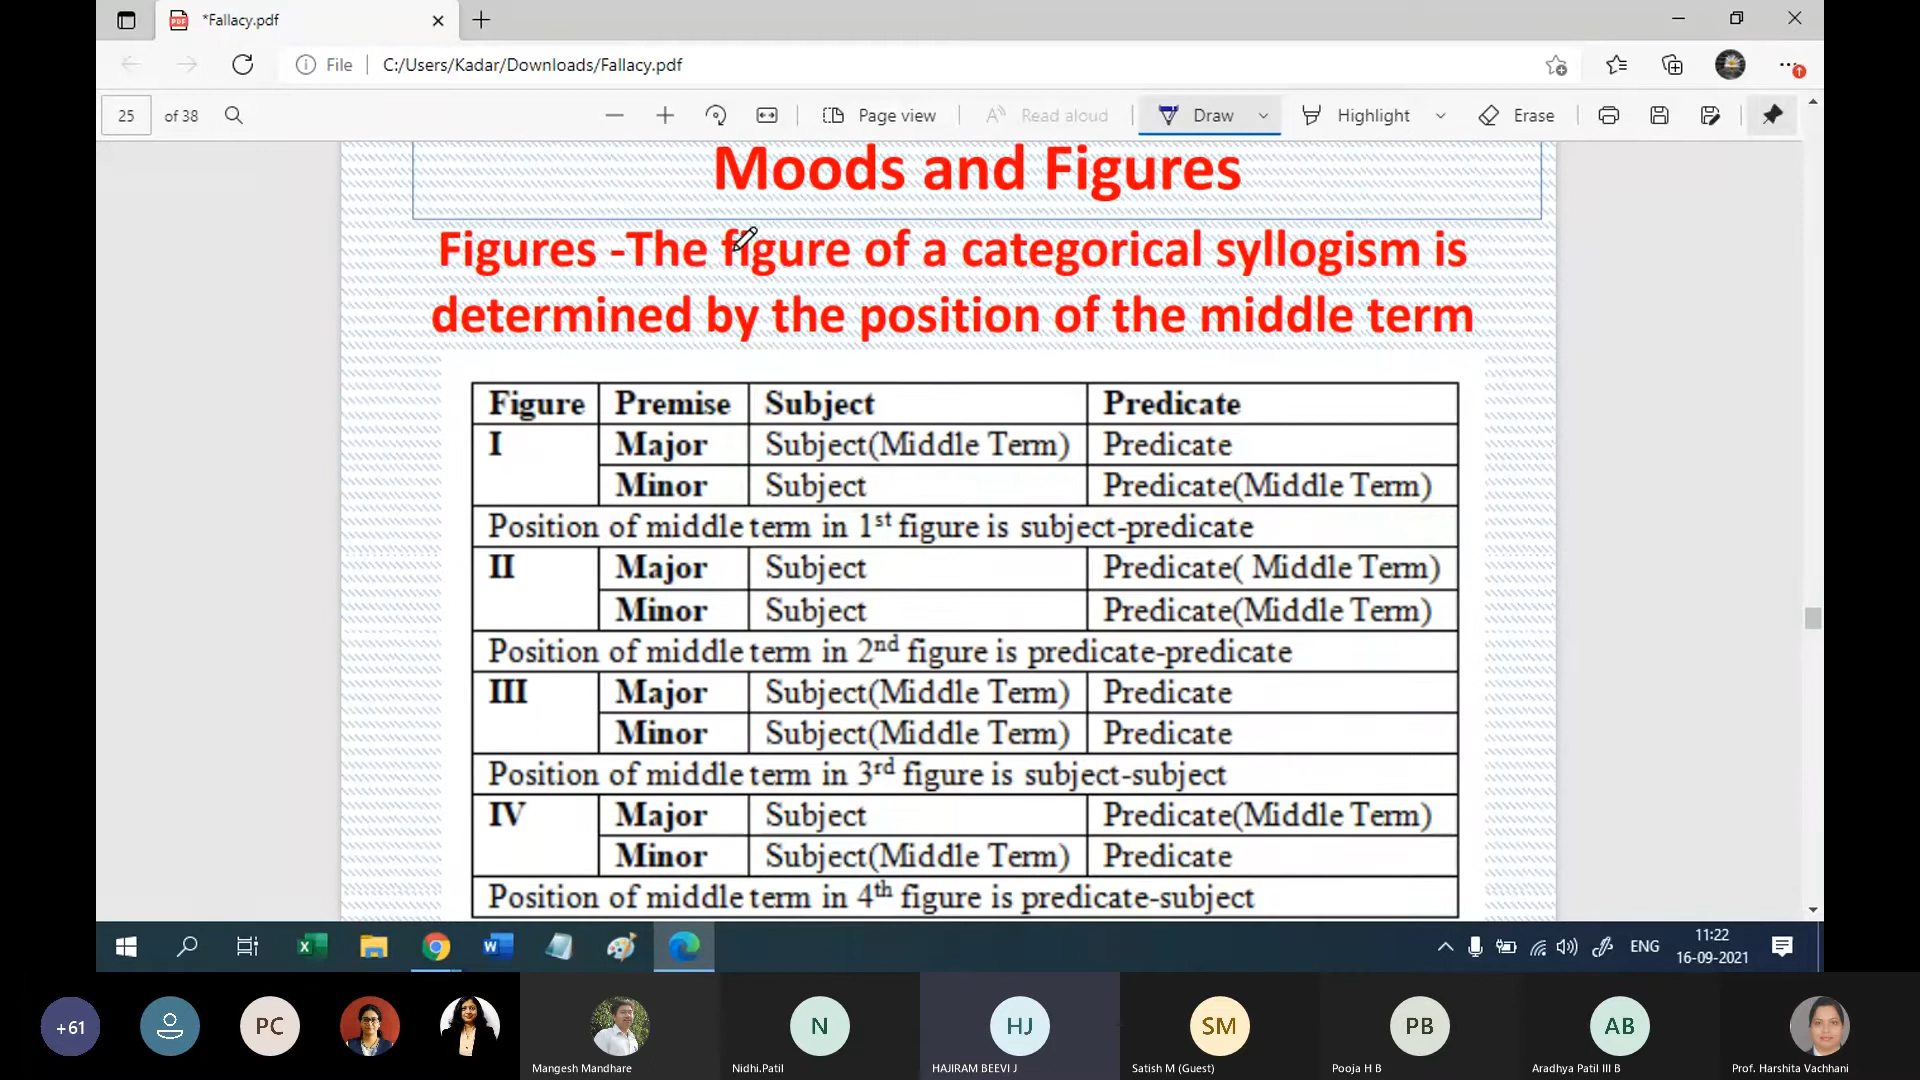 *Fallacy.pdf
File C:/Users/Kadar/Downloads/Fallacy.pdf
25 of 38 Page view Read aloud Draw Highlight Erase
Moods and Figures
Figures -The figure of a categorical syllogism is
determined by the position of the middle term
Figure Premise Subject Predicate
I Major Subject(Middle Term) Predicate
Minor Subject Predicate(Middle Term)
Position of middle term in 1st figure is subject-predicate
II Major Subject Predicate( Middle Term)
Minor Subject Predicate(Middle Term)
Position of middle term in 2nd figure is predicate-predicate
III Major Subject(Middle Term) Predicate
Minor Subject(Middle Term) Predicate
Position of middle term in 3rd figure is subject-subject
IV Major Subject Predicate(Middle Term)
Minor Subject(Middle Term) Predicate
Position of middle term in 4th figure is predicate-subject
ENG 11:22
16-09-2021
+61 PC N HJ SM PB AB
Mangesh Mandhare Nidhi.Patil HAJIRAM BEEVI J Satish M (Guest) Pooja H B Aradhya Patil III B Prof. Harshita Vachhani